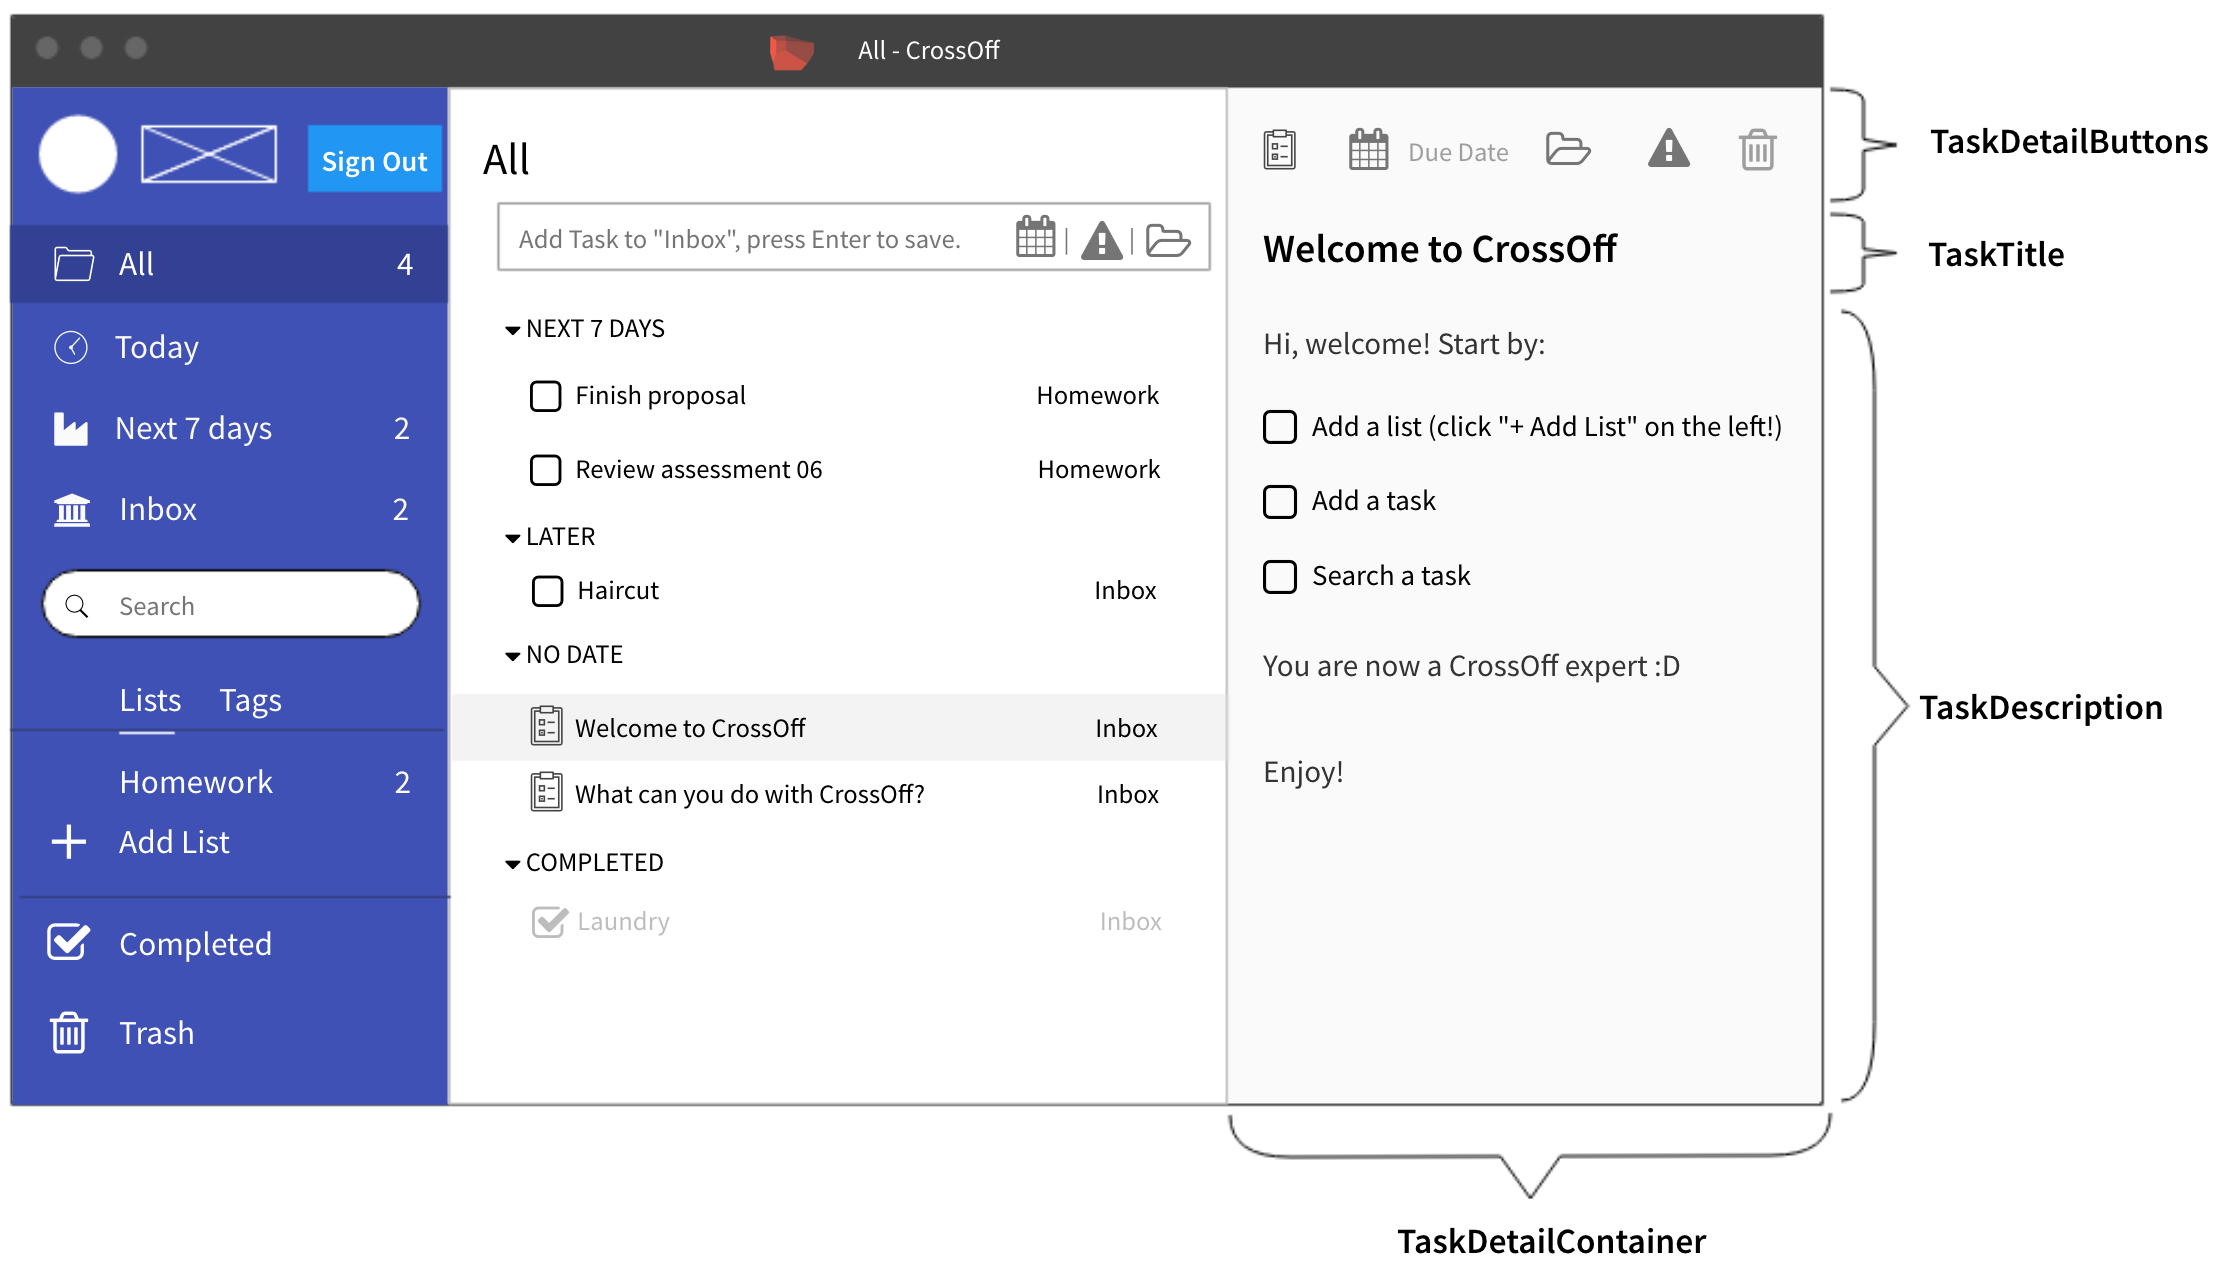 All - CrossOff
Sign Out
All 4
Today
Next 7 days 2
Inbox 2
Search
Lists Tags
Homework 2
Add List
Completed
Trash
All
Add Task to "Inbox", press Enter to save.
NEXT 7 DAYS
Finish proposal Homework
Review assessment 06 Homework
LATER
Haircut Inbox
NO DATE
Welcome to CrossOff Inbox
What can you do with CrossOff? Inbox
COMPLETED
Laundry Inbox
Due Date
Welcome to CrossOff
Hi, welcome! Start by:
Add a list (click "+ Add List" on the left!)
Add a task
Search a task
You are now a CrossOff expert :D
Enjoy!
TaskDetailButtons
TaskTitle
TaskDescription
TaskDetailContainer